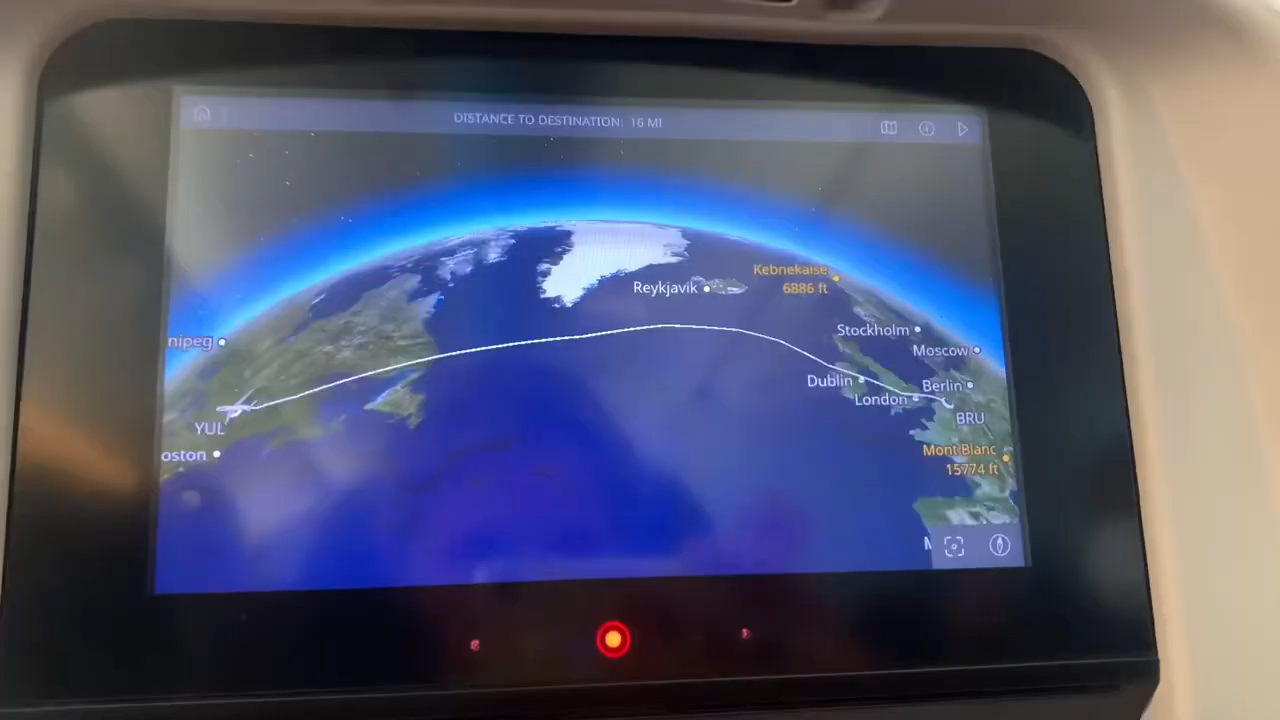 DISTANCE TO DESTINATION: 16 MI
Kebnekaise
6886 ft
Reykjavik
Stockholm
nipeg
Moscow
Dublin
Berlin
London
BRU
YUL
oston
Mont Blanc
15774 ft